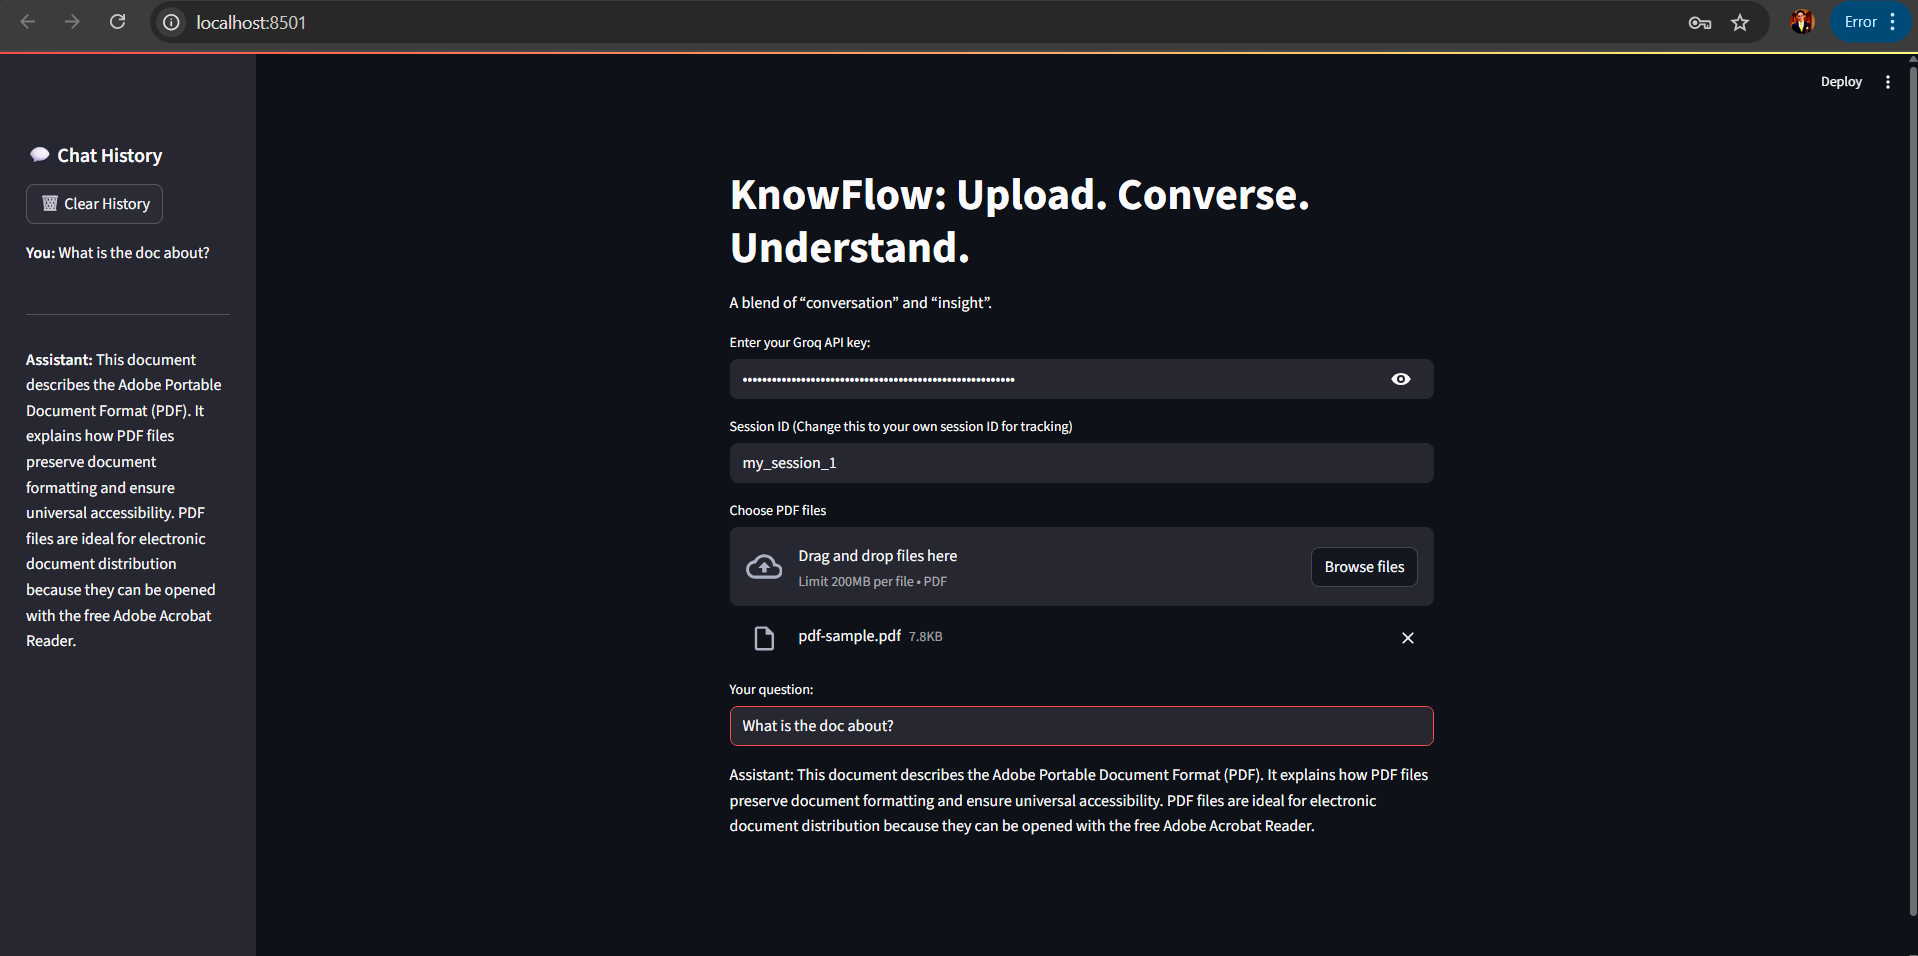 localhost:8501
Error
Deploy
Chat History
Clear History
You: What is the doc about?
Assistant: This document
describes the Adobe Portable
Document Format (PDF). It
explains how PDF files
preserve document
formatting and ensure
universal accessibility. PDF
files are ideal for electronic
document distribution
because they can be opened
with the free Adobe Acrobat
Reader.
KnowFlow: Upload. Converse.
Understand.
A blend of “conversation” and “insight”.
Enter your Groq API key:
••••••••••••••••••••••••••••••••••••••••••••••••••••••••
Session ID (Change this to your own session ID for tracking)
my_session_1
Choose PDF files
Drag and drop files here
Limit 200MB per file • PDF
Browse files
pdf-sample.pdf 7.8KB
Your question:
What is the doc about?
Assistant: This document describes the Adobe Portable Document Format (PDF). It explains how PDF files
preserve document formatting and ensure universal accessibility. PDF files are ideal for electronic
document distribution because they can be opened with the free Adobe Acrobat Reader.